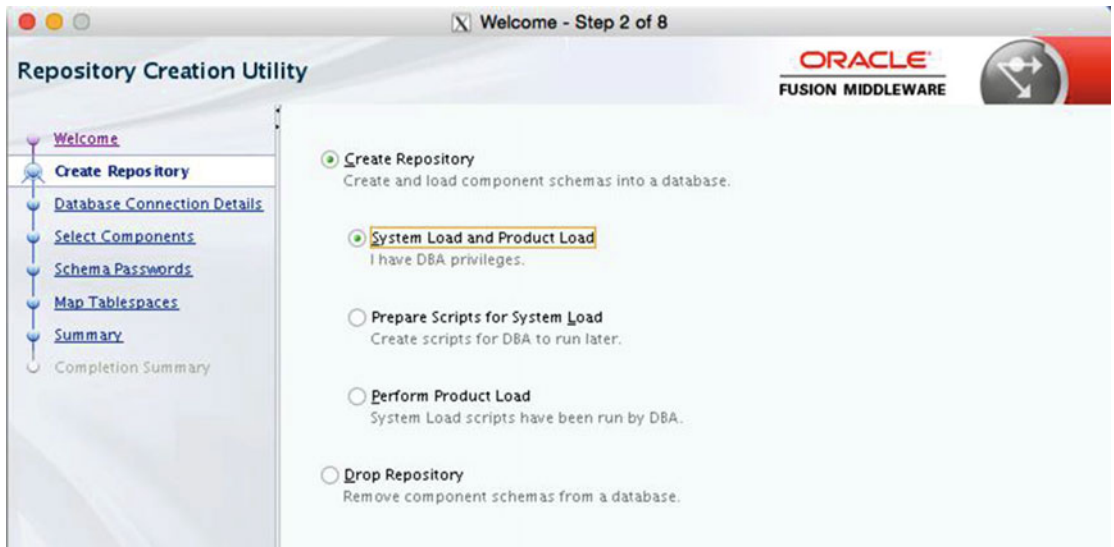 Welcome - Step 2 of 8
Repository Creation Utility
ORACLE
FUSION MIDDLEWARE
Welcome
Create Repository
Database Connection Details
Select Components
Schema Passwords
Map Tablespaces
Summary
Completion Summary
Create Repository
Create and load component schemas into a database.
System Load and Product Load
I have DBA privileges.
Prepare Scripts for System Load
Create scripts for DBA to run later.
Perform Product Load
System Load scripts have been run by DBA.
Drop Repository
Remove component schemas from a database.